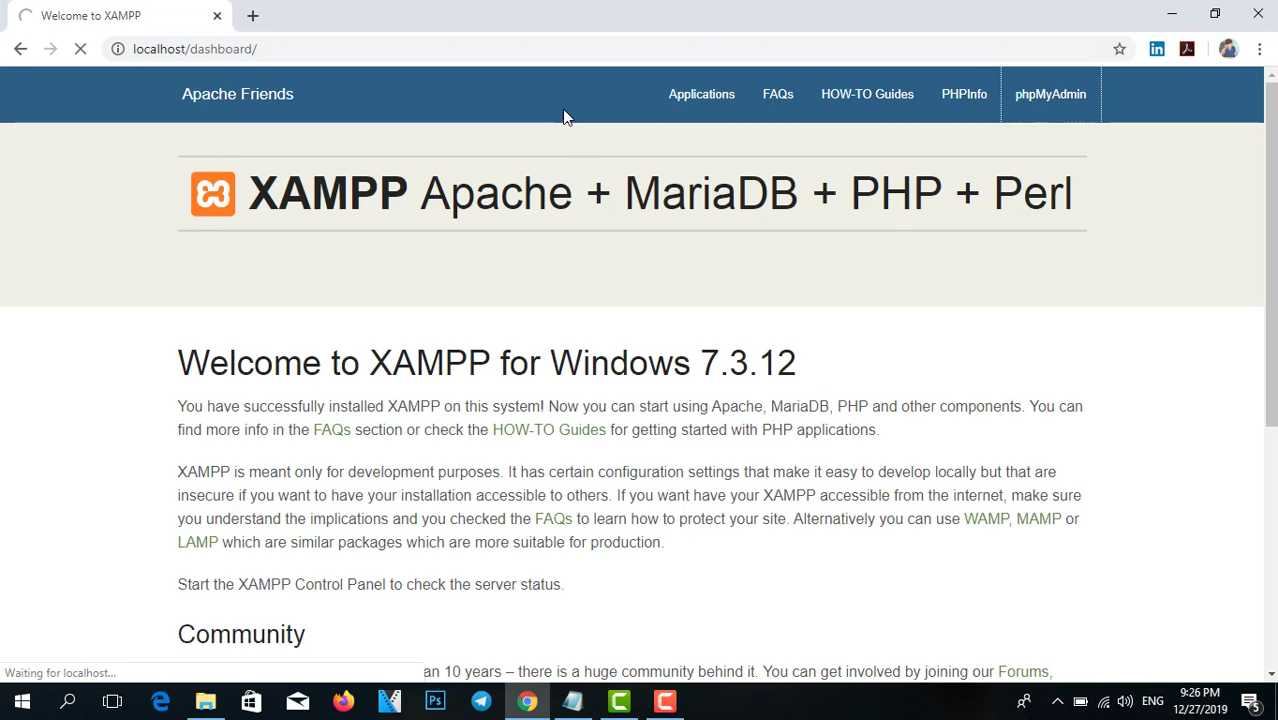 Welcome to XAMPP
localhost/dashboard/
Apache Friends
Applications
FAQs
HOW-TO Guides
PHPInfo
phpMyAdmin
XAMPP Apache + MariaDB + PHP + Perl
Welcome to XAMPP for Windows 7.3.12
You have successfully installed XAMPP on this system! Now you can start using Apache, MariaDB, PHP and other components. You can
find more info in the FAQs section or check the HOW-TO Guides for getting started with PHP applications.
XAMPP is meant only for development purposes. It has certain configuration settings that make it easy to develop locally but that are
insecure if you want to have your installation accessible to others. If you want have your XAMPP accessible from the internet, make sure
you understand the implications and you checked the FAQs to learn how to protect your site. Alternatively you can use WAMP, MAMP or
LAMP which are similar packages which are more suitable for production.
Start the XAMPP Control Panel to check the server status.
Community
an 10 years – there is a huge community behind it. You can get involved by joining our Forums,
Waiting for localhost...
Ps
ENG
9:26 PM
12/27/2019
5